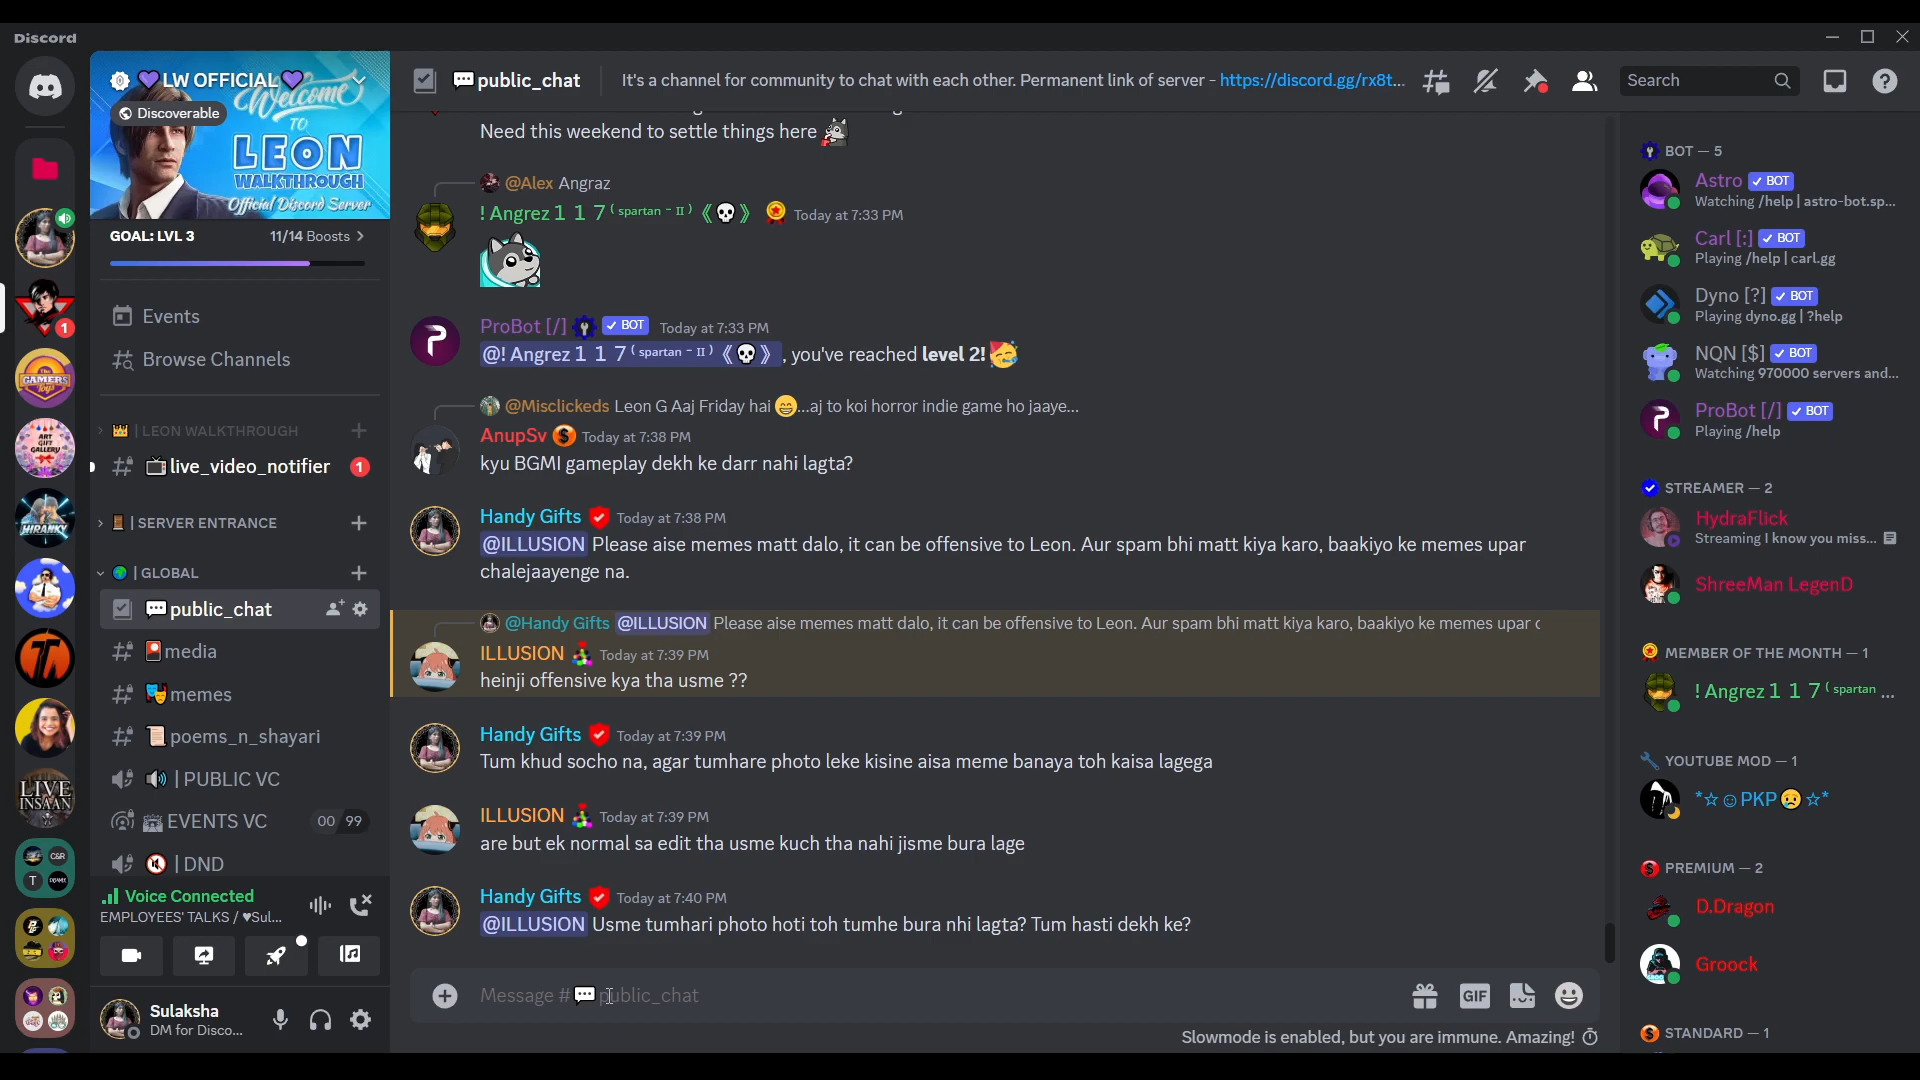 Discord
LW OFFICIAL
Discoverable
Welcome
TO
LEON
WALKTHROUGH
Official Discord Server
GOAL: LVL 3
11/14 Boosts
Events
Browse Channels
| LEON WALKTHROUGH
live_video_notifier
1
| SERVER ENTRANCE
| GLOBAL
public_chat
media
memes
poems_n_shayari
| PUBLIC VC
EVENTS VC
00 99
| DND
Voice Connected
EMPLOYEES' TALKS / ♥Sul...
Sulaksha
DM for Disco...
1
THE GAMERS Toys
ART GIFT GALLERY
HIRANKY
LIVE INSAAN
C&R
T
public_chat
It's a channel for community to chat with each other. Permanent link of server - https://discord.gg/rx8t...
Search
Need this weekend to settle things here
@Alex Angraz
! Angrez 1 1 7 ⁽ ˢᵖᵃʳᵗᵃⁿ ⁻ ᴵᴵ ⁾ 《💀》 Today at 7:33 PM
ProBot [/] ✓ BOT Today at 7:33 PM
@! Angrez 1 1 7 ⁽ ˢᵖᵃʳᵗᵃⁿ ⁻ ᴵᴵ ⁾ 《💀》, you've reached level 2! 🥳
@Misclickeds Leon G Aaj Friday hai 😁...aj to koi horror indie game ho jaaye...
AnupSv Today at 7:38 PM
kyu BGMI gameplay dekh ke darr nahi lagta?
Handy Gifts Today at 7:38 PM
@ILLUSION Please aise memes matt dalo, it can be offensive to Leon. Aur spam bhi matt kiya karo, baakiyo ke memes upar
chalejaayenge na.
@Handy Gifts @ILLUSION Please aise memes matt dalo, it can be offensive to Leon. Aur spam bhi matt kiya karo, baakiyo ke memes upar c
ILLUSION Today at 7:39 PM
heinji offensive kya tha usme ??
Handy Gifts Today at 7:39 PM
Tum khud socho na, agar tumhare photo leke kisine aisa meme banaya toh kaisa lagega
ILLUSION Today at 7:39 PM
are but ek normal sa edit tha usme kuch tha nahi jisme bura lage
Handy Gifts Today at 7:40 PM
@ILLUSION Usme tumhari photo hoti toh tumhe bura nhi lagta? Tum hasti dekh ke?
Message #💬public_chat
GIF
Slowmode is enabled, but you are immune. Amazing!
BOT — 5
Astro ✓ BOT
Watching /help | astro-bot.sp...
Carl [:] ✓ BOT
Playing /help | carl.gg
Dyno [?] ✓ BOT
Playing dyno.gg | ?help
NQN [$] ✓ BOT
Watching 970000 servers and...
ProBot [/] ✓ BOT
Playing /help
STREAMER — 2
HydraFlick
Streaming I know you miss...
ShreeMan LegenD
MEMBER OF THE MONTH — 1
! Angrez 1 1 7 ⁽ ˢᵖᵃʳᵗᵃⁿ ...
YOUTUBE MOD — 1
*☆☺PKP😥☆*
PREMIUM — 2
D.Dragon
Groock
STANDARD — 1